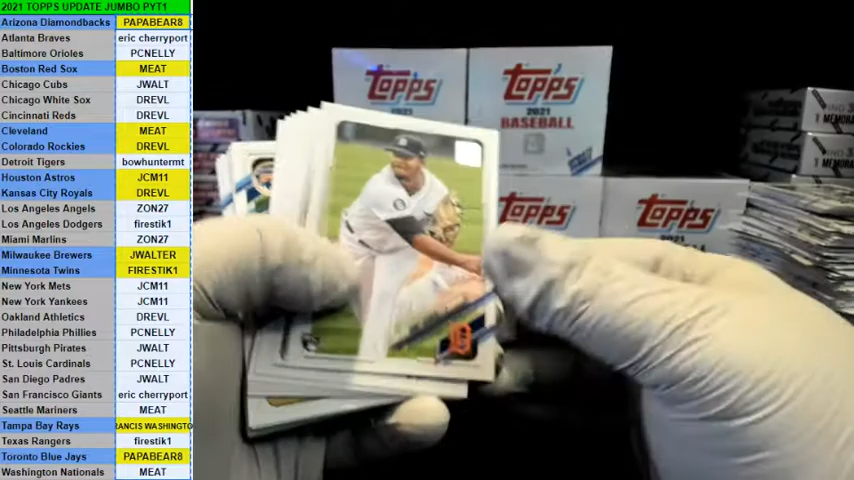 2021 TOPPS UPDATE JUMBO PYT1
Arizona Diamondbacks PAPABEAR8
Atlanta Braves eric cherryport
Baltimore Orioles PCNELLY
Boston Red Sox MEAT
Chicago Cubs JWALT
Chicago White Sox DREVL
Cincinnati Reds DREVL
Cleveland MEAT
Colorado Rockies DREVL
Detroit Tigers bowhuntermt
Houston Astros JCM11
Kansas City Royals DREVL
Los Angeles Angels ZON27
Los Angeles Dodgers firestik1
Miami Marlins ZON27
Milwaukee Brewers JWALTER
Minnesota Twins FIRESTIK1
New York Mets JCM11
New York Yankees JCM11
Oakland Athletics DREVL
Philadelphia Phillies PCNELLY
Pittsburgh Pirates JWALT
St. Louis Cardinals PCNELLY
San Diego Padres JWALT
San Francisco Giants eric cherryport
Seattle Mariners MEAT
Tampa Bay Rays RANCIS WASHINGTO
Texas Rangers firestik1
Toronto Blue Jays PAPABEAR8
Washington Nationals MEAT
Topps
2021
Topps
2021
BASEBALL
Topps
Topps
2021